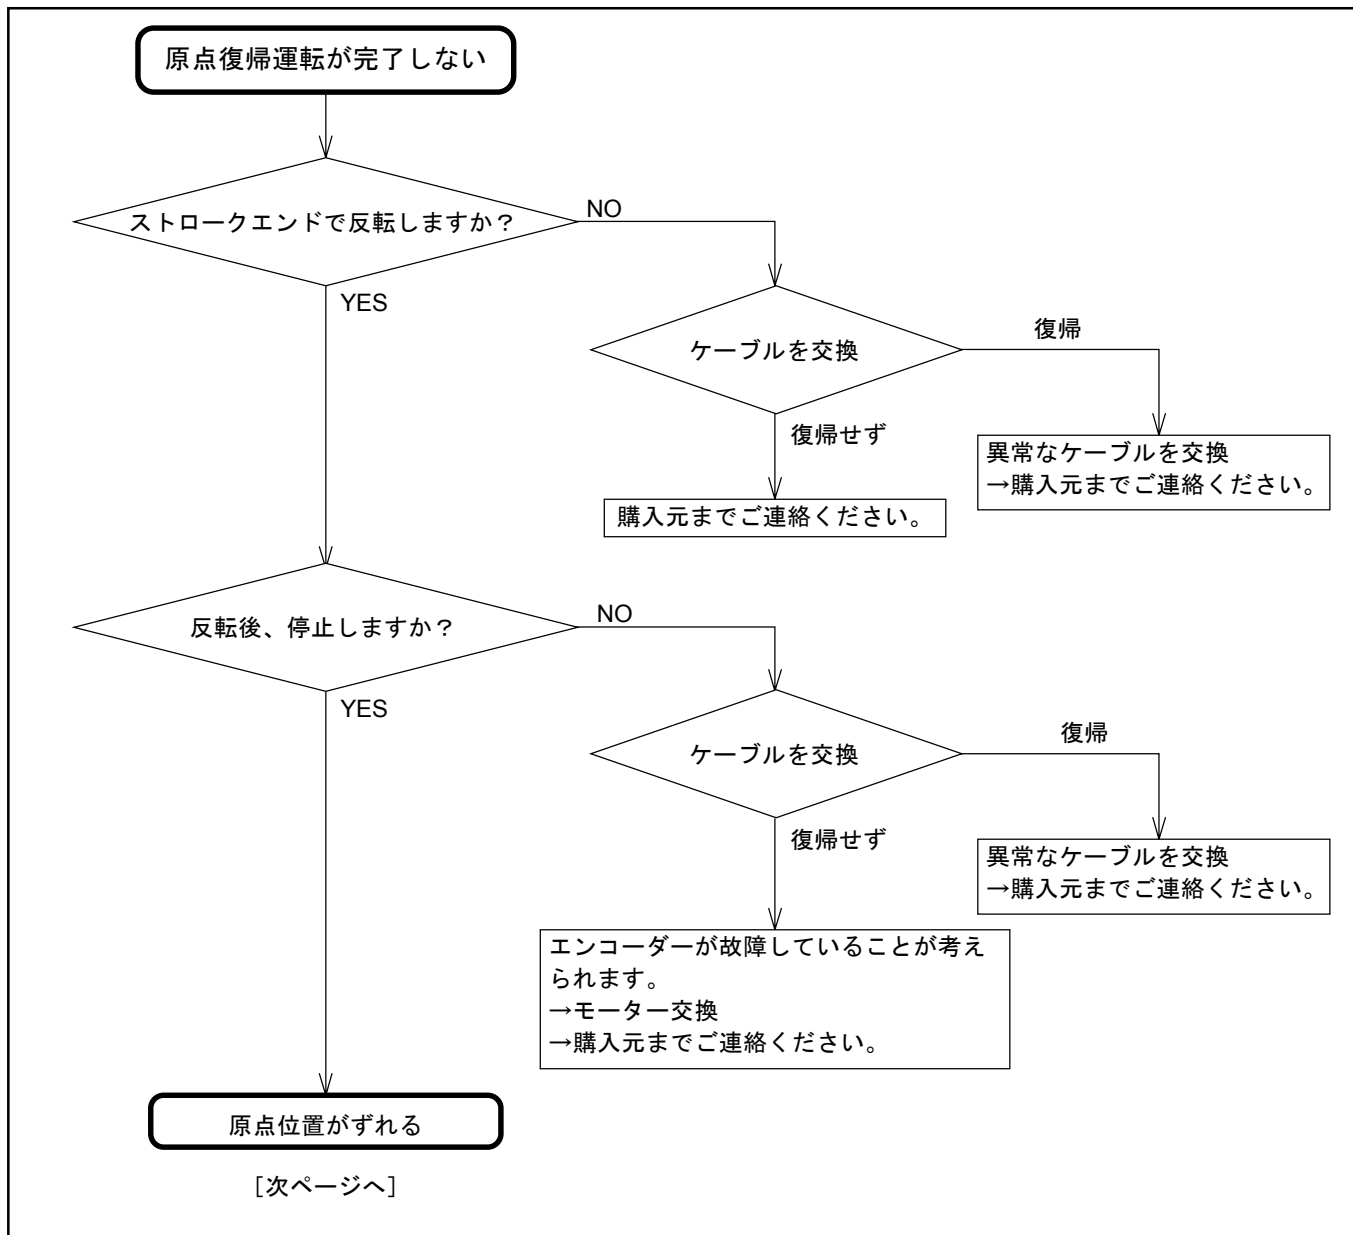 原点復帰運転が完了しない
ストロークエンドで反転しますか？
NO
YES
ケーブルを交換
復帰
復帰せず
異常なケーブルを交換
→購入元までご連絡ください。
購入元までご連絡ください。
反転後、停止しますか？
NO
YES
ケーブルを交換
復帰
復帰せず
異常なケーブルを交換
→購入元までご連絡ください。
エンコーダーが故障していることが考え
られます。
→モーター交換
→購入元までご連絡ください。
原点位置がずれる
［次ページへ］